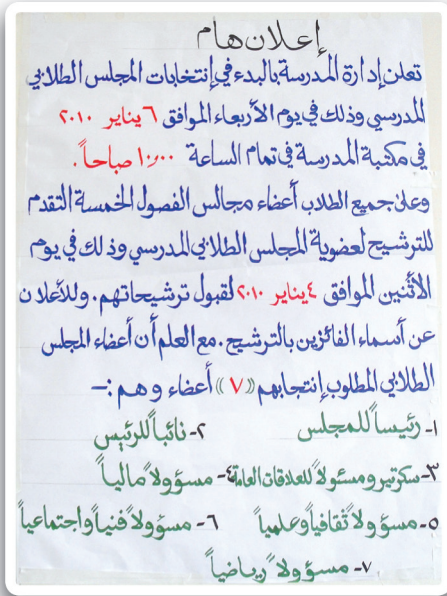 إعلان هام
تعلن إدارة المدرسة بالبدء في إنتخابات المجلس الطلابي
المدرسي وذلك في يوم الأربعاء الموافق ٦ يناير ٢٠١٠
في مكتبة المدرسة في تمام الساعة ١٠،٠٠ صباحاً .
وعلى جميع الطلاب أعضاء مجالس الفصول الخمسة التقدم
للترشيح لعضوية المجلس الطلابي المدرسي وذلك في يوم
الأثنين الموافق ٤ يناير ٢٠١٠ لقبول ترشيحاتهم . وللأعلان
عن أسماء الفائزين بالترشيح . مع العلم أن أعضاء المجلس
الطلابي المطلوب إنتجابهم ((٧)) أعضاء وهم :-
١- رئيساً للمجلس ٢- نائباً للرئيس
٣- سكرتير ومسئولاً للعلاقات العامة ٤- مسؤولاً مالياً
٥- مسؤولاً ثقافياً وعلمياً ٦- مسؤولاً فنياً واجتماعياً
٧- مسؤولاً رياضياً